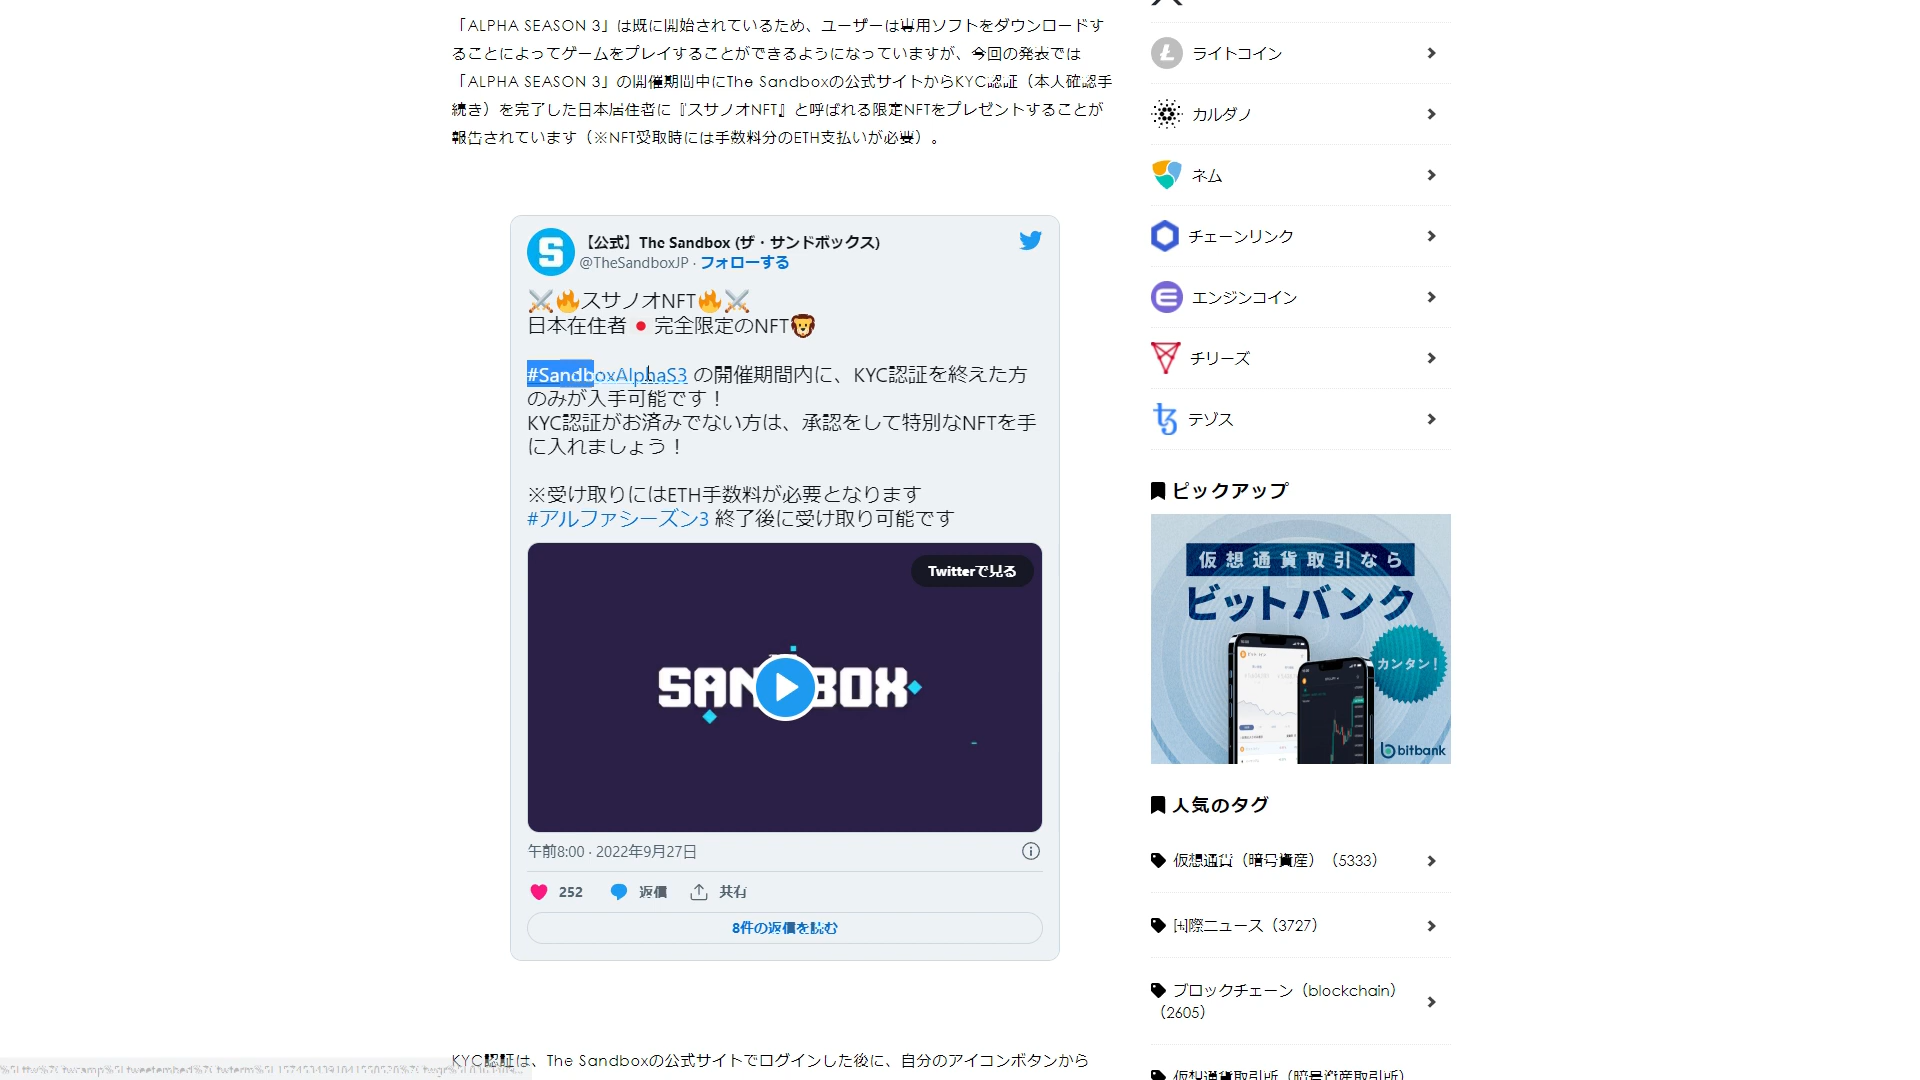 「ALPHA SEASON 3」は既に開始されているため、ユーザーは専用ソフトをダウンロードす
ることによってゲームをプレイすることができるようになっていますが、今回の発表では
「ALPHA SEASON 3」の開催期間中にThe Sandboxの公式サイトからKYC認証（本人確認手
続き）を完了した日本居住者に『スサノオNFT』と呼ばれる限定NFTをプレゼントすることが
報告されています（※NFT受取時には手数料分のETH支払いが必要）。
【公式】The Sandbox (ザ・サンドボックス)
@TheSandboxJP · フォローする
⚔️🔥スサノオNFT🔥⚔️
日本在住者🇯🇵完全限定のNFT🦁
#SandboxAlphaS3 の開催期間内に、KYC認証を終えた方
のみが入手可能です！
KYC認証がお済みでない方は、承認をして特別なNFTを手
に入れましょう！
※受け取りにはETH手数料が必要となります
#アルファシーズン3 終了後に受け取り可能です
Twitterで見る
午前8:00 · 2022年9月27日
252 返信 共有
8件の返信を読む
KYC認証は、The Sandboxの公式サイトでログインした後に、自分のアイコンボタンから
ライトコイン
カルダノ
ネム
チェーンリンク
エンジンコイン
チリーズ
テゾス
ピックアップ
仮想通貨取引なら
ビットバンク
カンタン！
bitbank
人気のタグ
仮想通貨（暗号資産）（5333）
国際ニュース（3727）
ブロックチェーン（blockchain）
（2605）
仮想通貨取引所（暗号資産取引所）